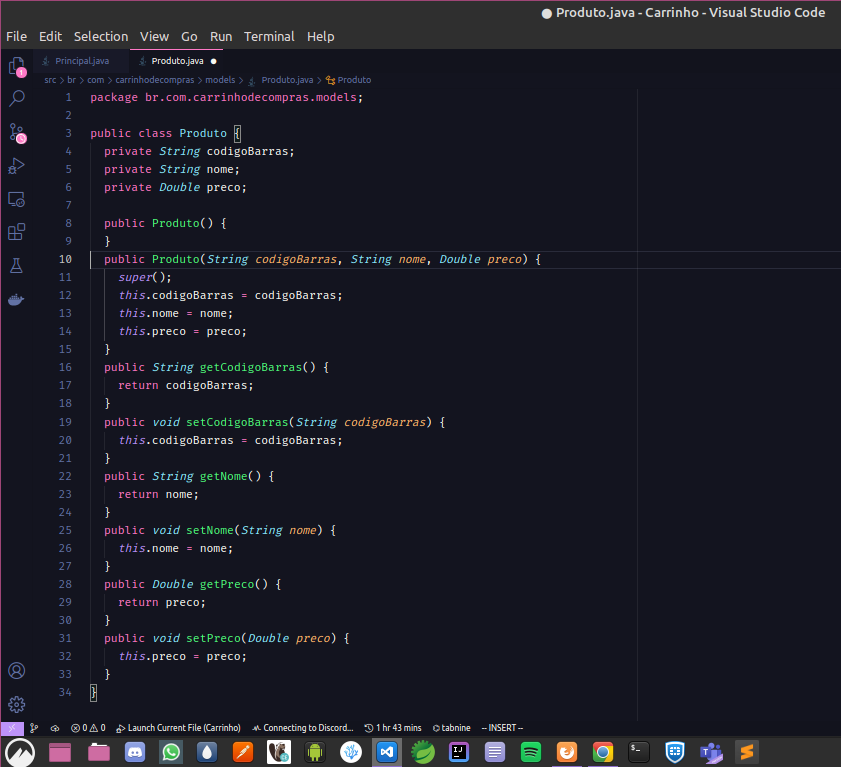 ● Produto.java - Carrinho - Visual Studio Code
File Edit Selection View Go Run Terminal Help
Principal.java Produto.java ●
src > br > com > carrinhodecompras > models > Produto.java > Produto
1 package br.com.carrinhodecompras.models;
2
3 public class Produto {
4 private String codigoBarras;
5 private String nome;
6 private Double preco;
7
8 public Produto() {
9 }
10 public Produto(String codigoBarras, String nome, Double preco) {
11 super();
12 this.codigoBarras = codigoBarras;
13 this.nome = nome;
14 this.preco = preco;
15 }
16 public String getCodigoBarras() {
17 return codigoBarras;
18 }
19 public void setCodigoBarras(String codigoBarras) {
20 this.codigoBarras = codigoBarras;
21 }
22 public String getNome() {
23 return nome;
24 }
25 public void setNome(String nome) {
26 this.nome = nome;
27 }
28 public Double getPreco() {
29 return preco;
30 }
31 public void setPreco(Double preco) {
32 this.preco = preco;
33 }
34 }
0 0 Launch Current File (Carrinho) Connecting to Discord... 1 hr 43 mins tabnine -- INSERT --